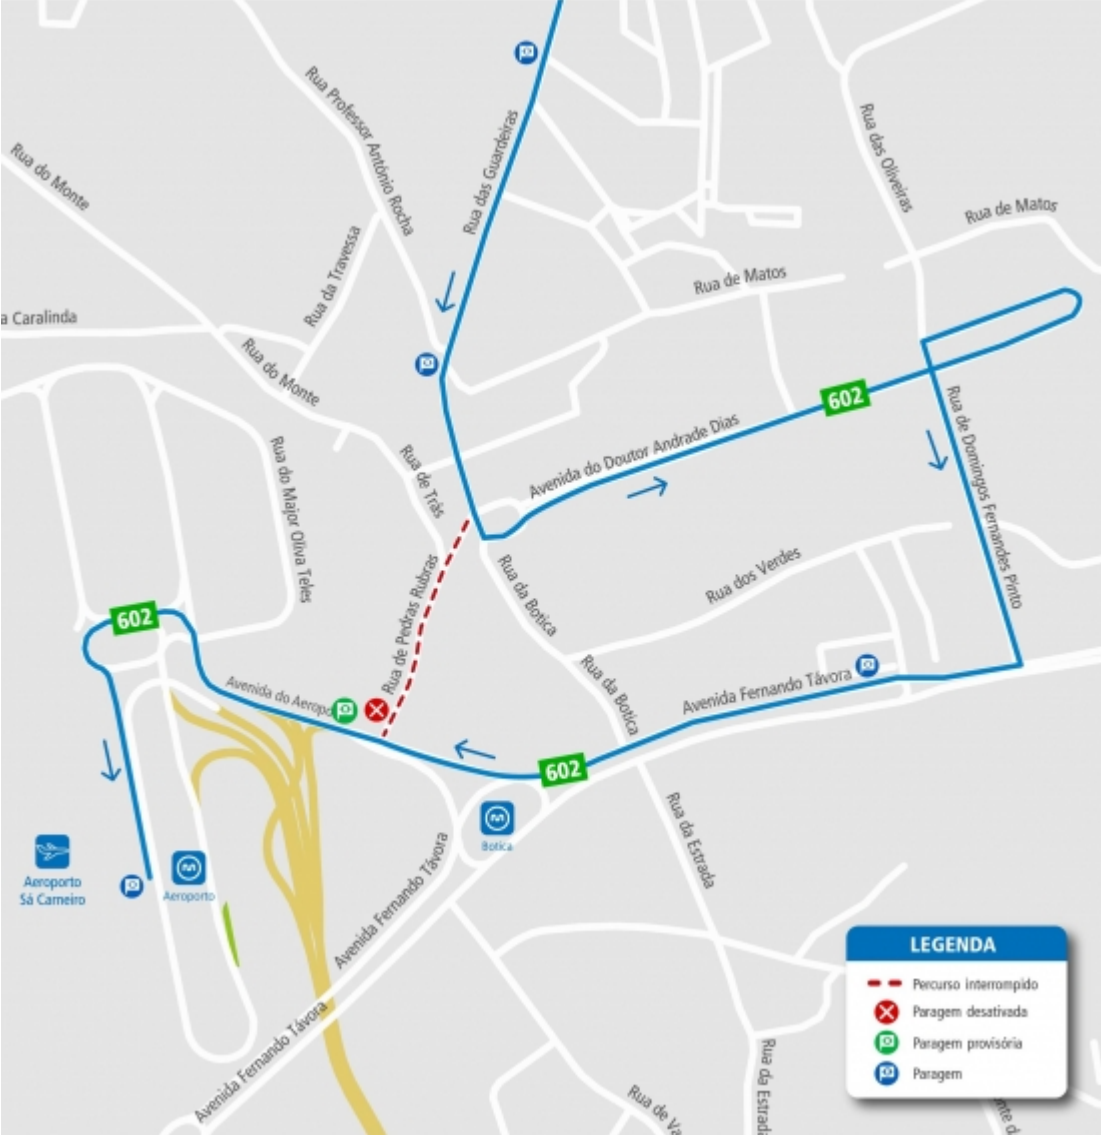 Rua Professor António Rocha
Rua das Guardeiras
Rua das Oliveiras
Rua do Monte
Rua de Matos
Rua da Travessa
Rua de Matos
a Caralinda
Rua do Monte
602
Rua de Domingos Fernandes Pinto
Avenida do Doutor Andrade Dias
Rua do Major Oliva Teles
Rua de Trás
Rua de Pedras Rubras
Rua da Botica
Rua dos Verdes
602
Rua da Botica
Avenida do Aeropo
Avenida Fernando Távora
602
Rua da Estrada
Botica
Avenida Fernando Távora
Aeroporto
Sá Carneiro
Aeroporto
Avenida Fernando Távora
Rua da Estrada
Rua de Va
LEGENDA
Percurso interrompido
Paragem desativada
Paragem provisória
Paragem